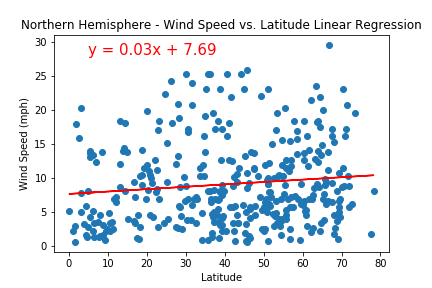 Northern Hemisphere - Wind Speed vs. Latitude Linear Regression
y = 0.03x + 7.69
Wind Speed (mph)
30
25
20
15
10
5
0
0 10 20 30 40 50 60 70 80
Latitude